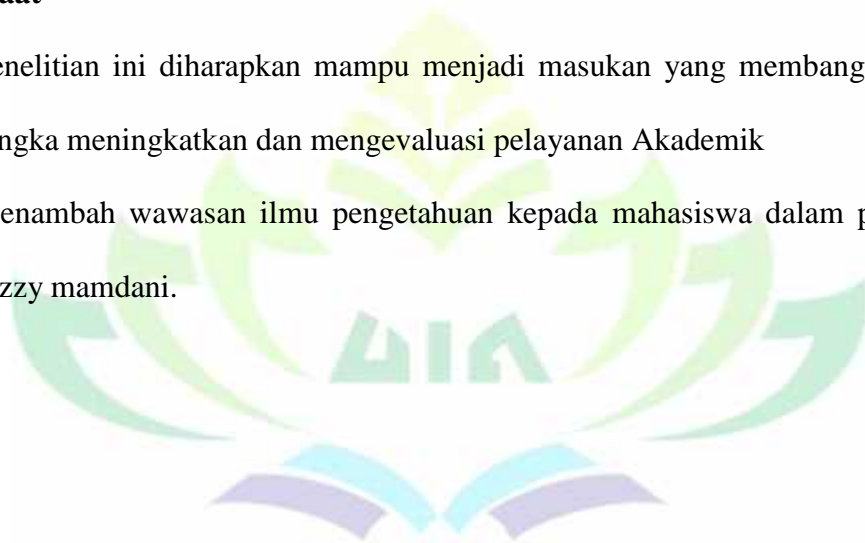 enelitian ini diharapkan mampu menjadi masukan yang membang
ngka meningkatkan dan mengevaluasi pelayanan Akademik
enambah wawasan ilmu pengetahuan kepada mahasiswa dalam p
zzy mamdani.
UIN